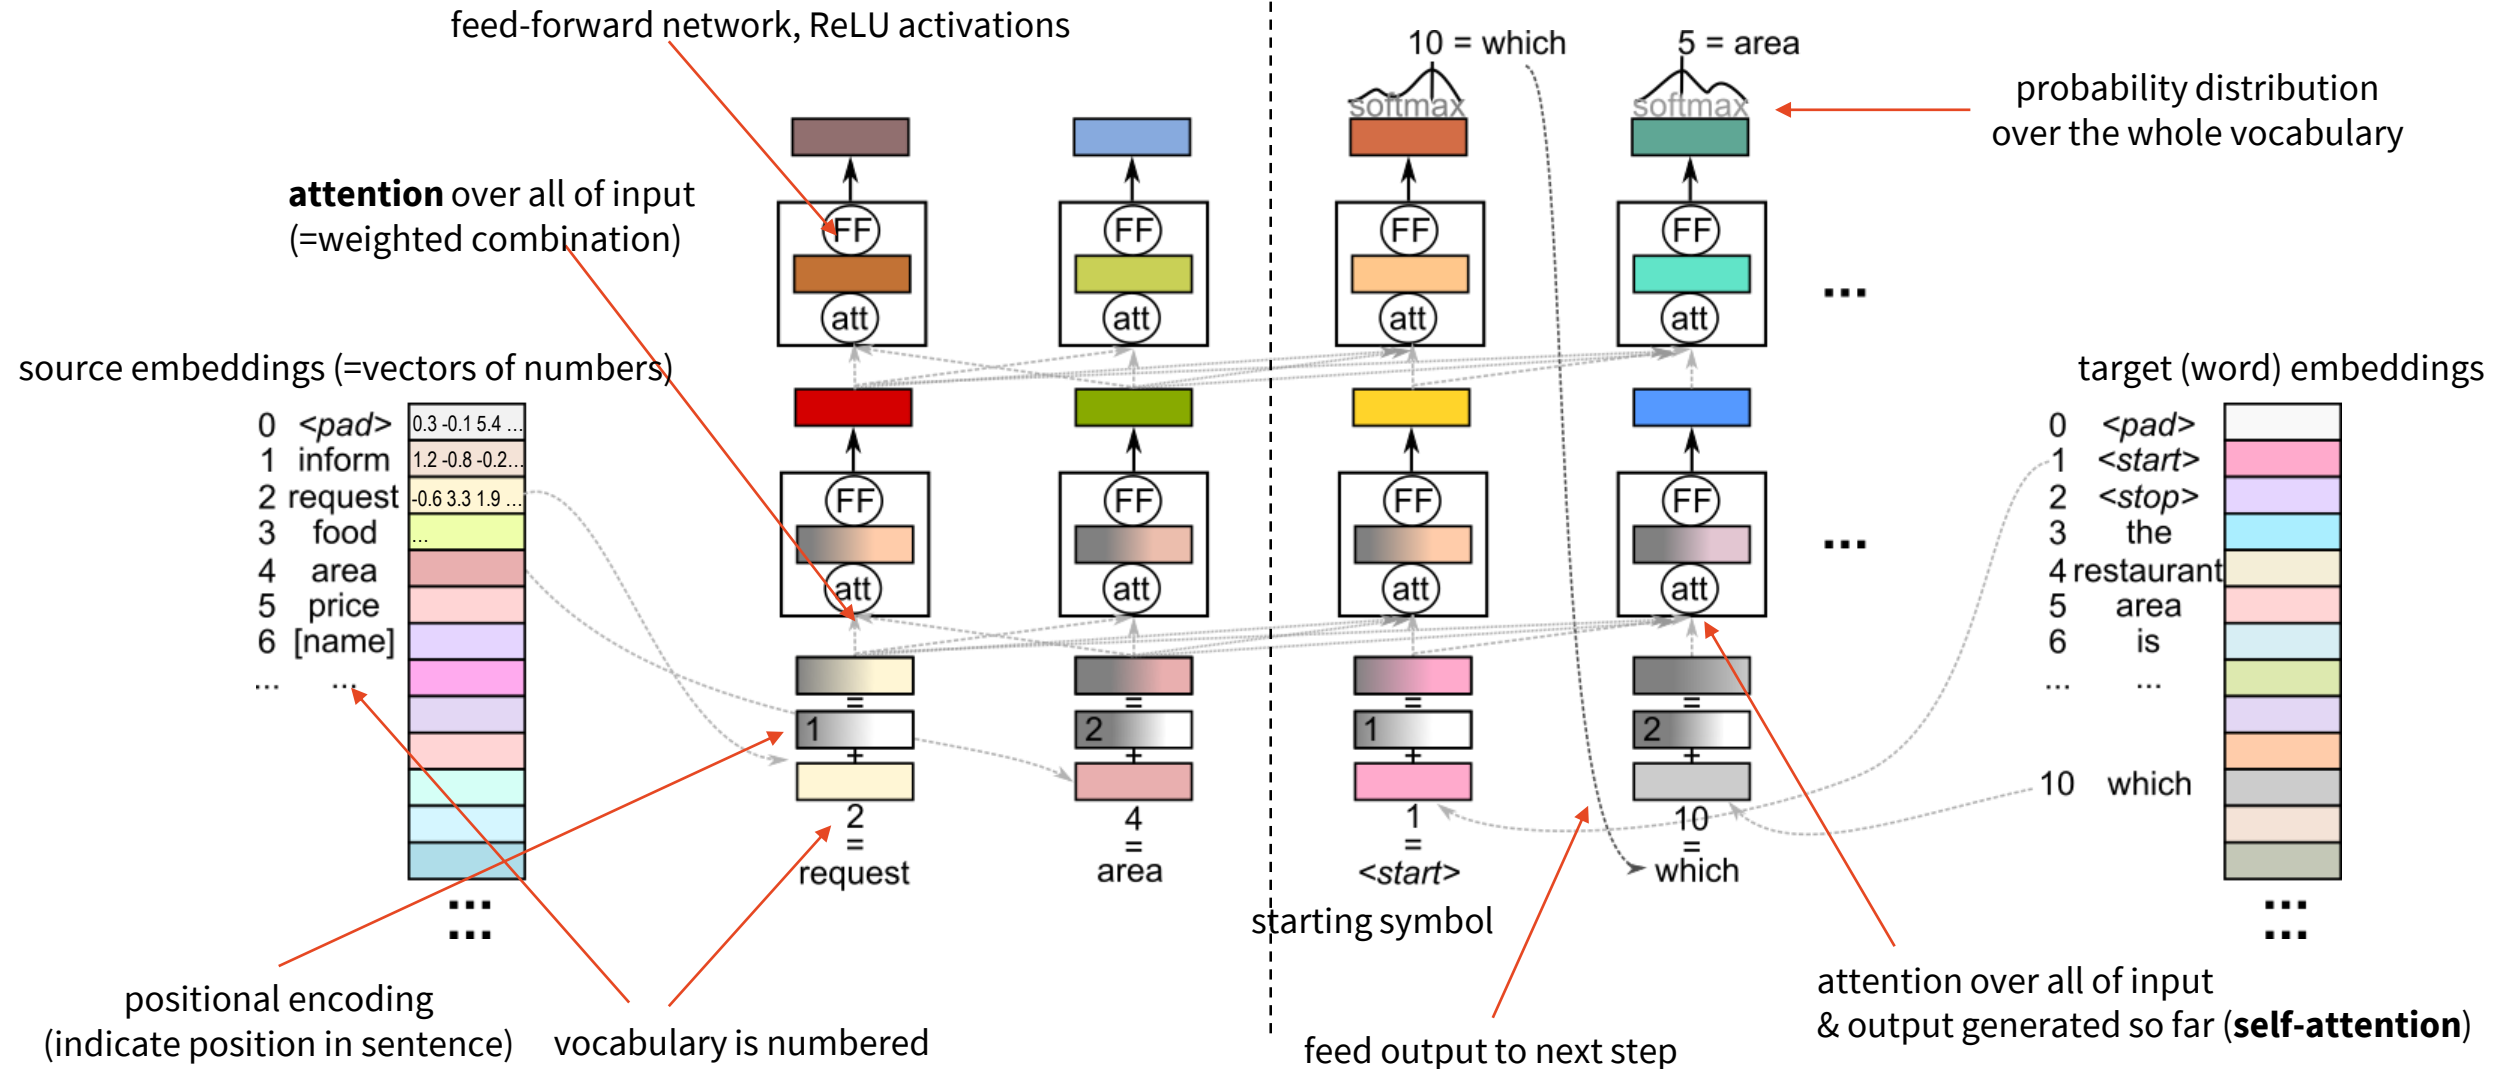 feed-forward network, ReLU activations
10 = which
5 = area
softmax
softmax
probability distribution
over the whole vocabulary
attention over all of input
(=weighted combination)
FF
FF
FF
FF
att
att
att
att
...
source embeddings (=vectors of numbers)
target (word) embeddings
0 <pad> 0.3 -0.1 5.4 ...
1 inform 1.2 -0.8 -0.2...
2 request -0.6 3.3 1.9 ...
3 food ...
4 area
5 price
6 [name]
... ...
FF
FF
FF
FF
att
att
att
att
...
0 <pad>
1 <start>
2 <stop>
3 the
4 restaurant
5 area
6 is
... ...
10 which
=
=
=
=
1
2
1
2
+
+
+
+
2
4
1
10
=
=
=
=
request
area
<start>
which
...
...
...
...
starting symbol
positional encoding
(indicate position in sentence)
vocabulary is numbered
feed output to next step
attention over all of input
& output generated so far (self-attention)